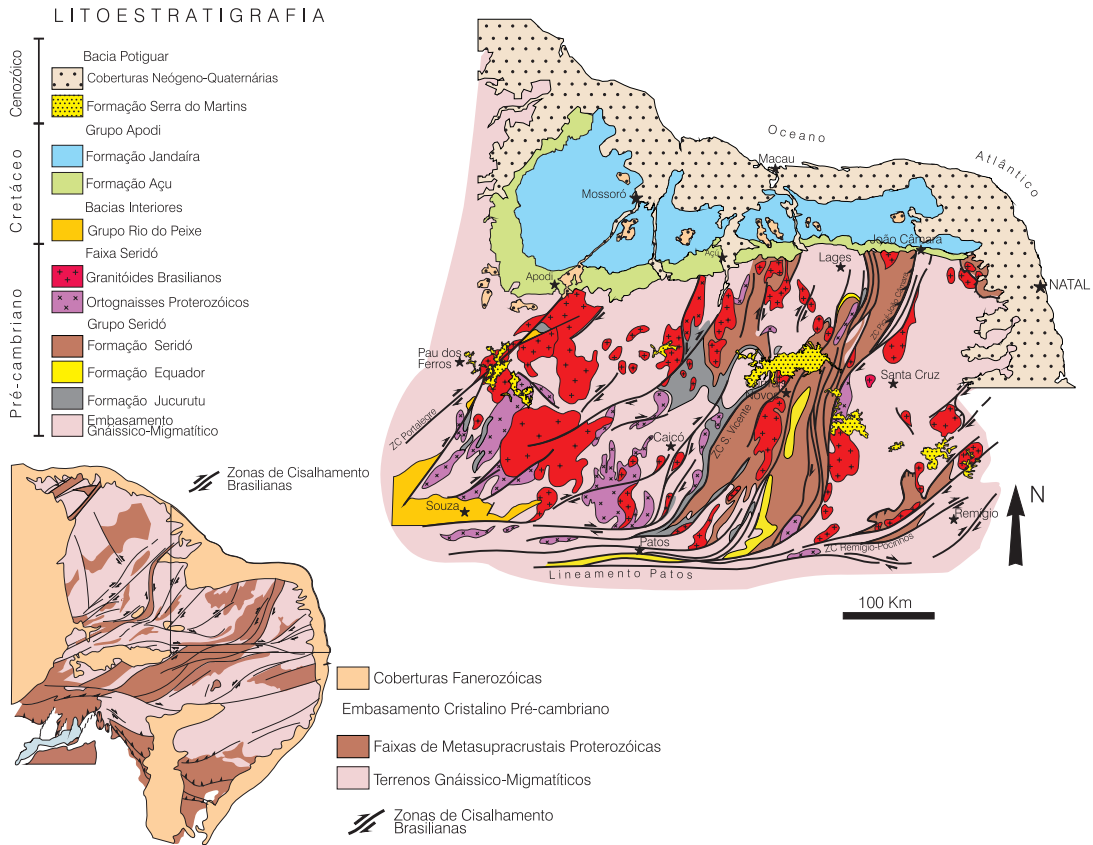 LITOESTRATIGRAFIA
Cenozóico
Bacia Potiguar
Coberturas Neógeno-Quaternárias
Formação Serra do Martins
Cretáceo
Grupo Apodi
Formação Jandaíra
Formação Açu
Bacias Interiores
Grupo Rio do Peixe
Pré-cambriano
Faixa Seridó
Granitóides Brasilianos
Ortognaisses Proterozóicos
Grupo Seridó
Formação Seridó
Formação Equador
Formação Jucurutu
Embasamento
Gnáissico-Migmatítico
Zonas de Cisalhamento
Brasilianas
Oceano
Atlântico
Macau
Mossoró
João Câmara
Açu
Lages
Apodi
NATAL
Pau dos
Ferros
Santa Cruz
Novos
ZC Portalegre
ZC S. Vicente
Caicó
Souza
Patos
Remígio
ZC Remígio-Pocinhos
Lineamento Patos
N
100 Km
Coberturas Fanerozóicas
Embasamento Cristalino Pré-cambriano
Faixas de Metasupracrustais Proterozóicas
Terrenos Gnáissico-Migmatíticos
Zonas de Cisalhamento
Brasilianas